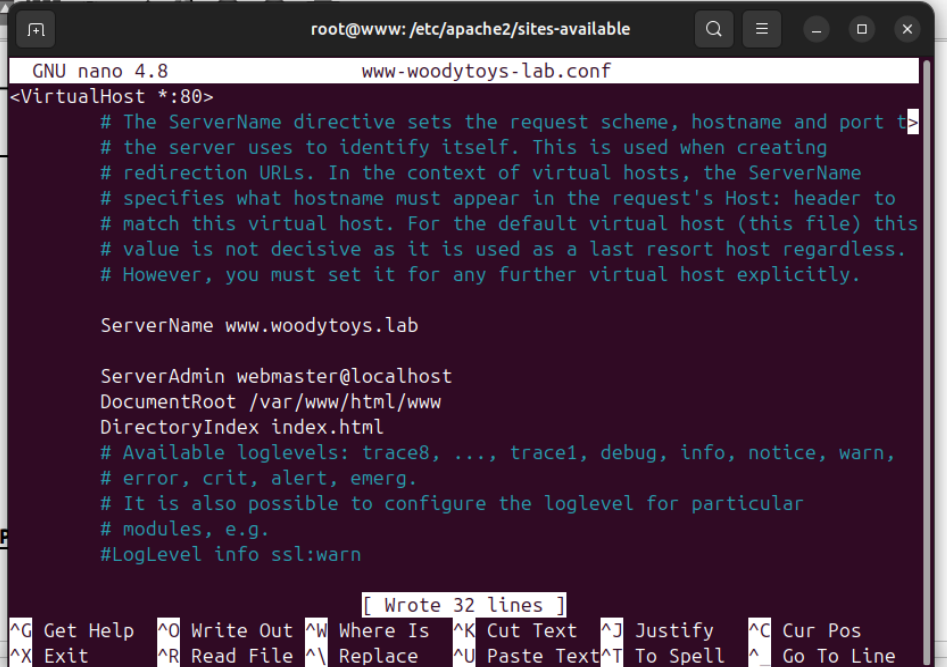 root@www: /etc/apache2/sites-available
GNU nano 4.8 www-woodytoys-lab.conf
<VirtualHost *:80>
# The ServerName directive sets the request scheme, hostname and port t>
# the server uses to identify itself. This is used when creating
# redirection URLs. In the context of virtual hosts, the ServerName
# specifies what hostname must appear in the request's Host: header to
# match this virtual host. For the default virtual host (this file) this
# value is not decisive as it is used as a last resort host regardless.
# However, you must set it for any further virtual host explicitly.
ServerName www.woodytoys.lab
ServerAdmin webmaster@localhost
DocumentRoot /var/www/html/www
DirectoryIndex index.html
# Available loglevels: trace8, ..., trace1, debug, info, notice, warn,
# error, crit, alert, emerg.
# It is also possible to configure the loglevel for particular
# modules, e.g.
#LogLevel info ssl:warn
[ Wrote 32 lines ]
^G Get Help ^O Write Out ^W Where Is ^K Cut Text ^J Justify ^C Cur Pos
^X Exit ^R Read File ^\ Replace ^U Paste Text ^T To Spell ^_ Go To Line